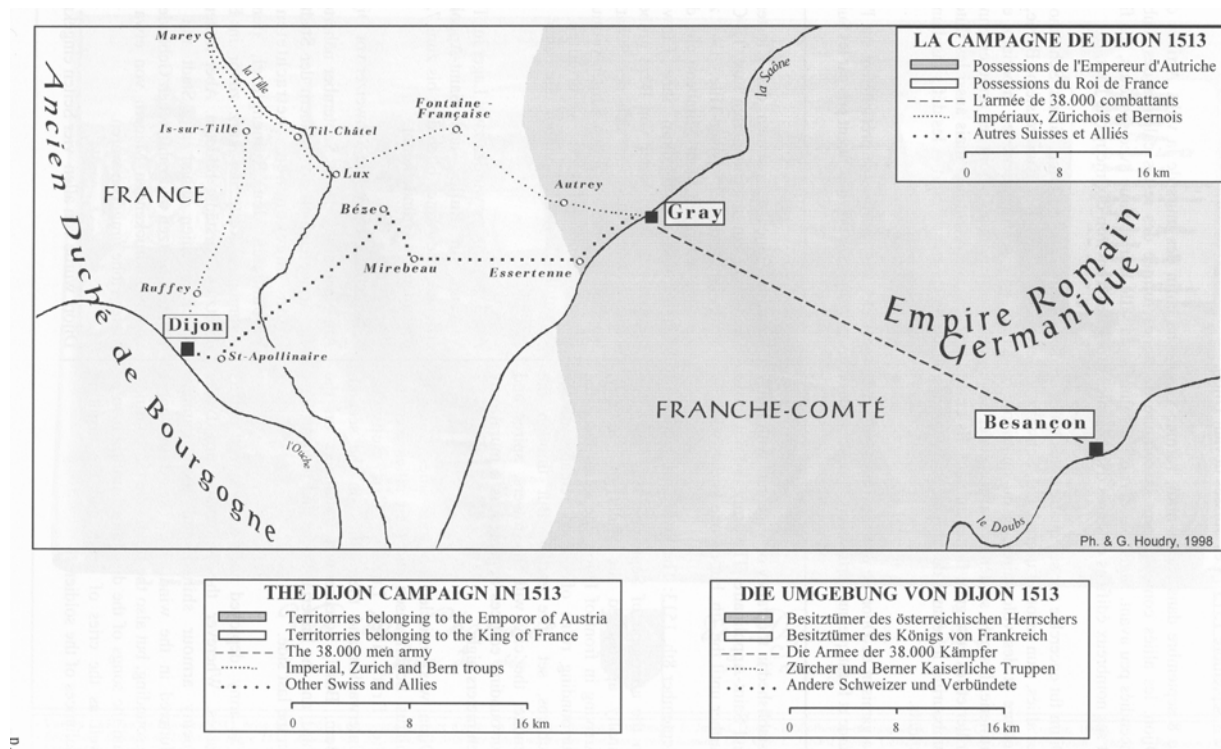 LA CAMPAGNE DE DIJON 1513
Possessions de l'Empereur d'Autriche
Possessions du Roi de France
L'armée de 38.000 combattants
Impériaux, Zürichois et Bernois
Autres Suisses et Alliés
0 8 16 km
Marey
la Tille
la Saône
Ancien Duché de Bourgogne
Is-sur-Tille
Til-Châtel
Fontaine -
Française
FRANCE
Lux
Autrey
Béze
Gray
Mirebeau
Essertenne
Empire Romain
Germanique
Ruffey
Dijon
St-Apollinaire
FRANCHE-COMTÉ
Besançon
l'Ouche
le Doubs
Ph. & G. Houdry, 1998
THE DIJON CAMPAIGN IN 1513
Territorries belonging to the Emporor of Austria
Territorries belonging to the King of France
The 38.000 men army
Imperial, Zurich and Bern troups
Other Swiss and Allies
0 8 16 km
DIE UMGEBUNG VON DIJON 1513
Besitztümer des österreichischen Herrschers
Besitztümer des Königs von Frankreich
Die Armee der 38.000 Kämpfer
Zürcher und Berner Kaiserliche Truppen
Andere Schweizer und Verbündete
0 8 16 km